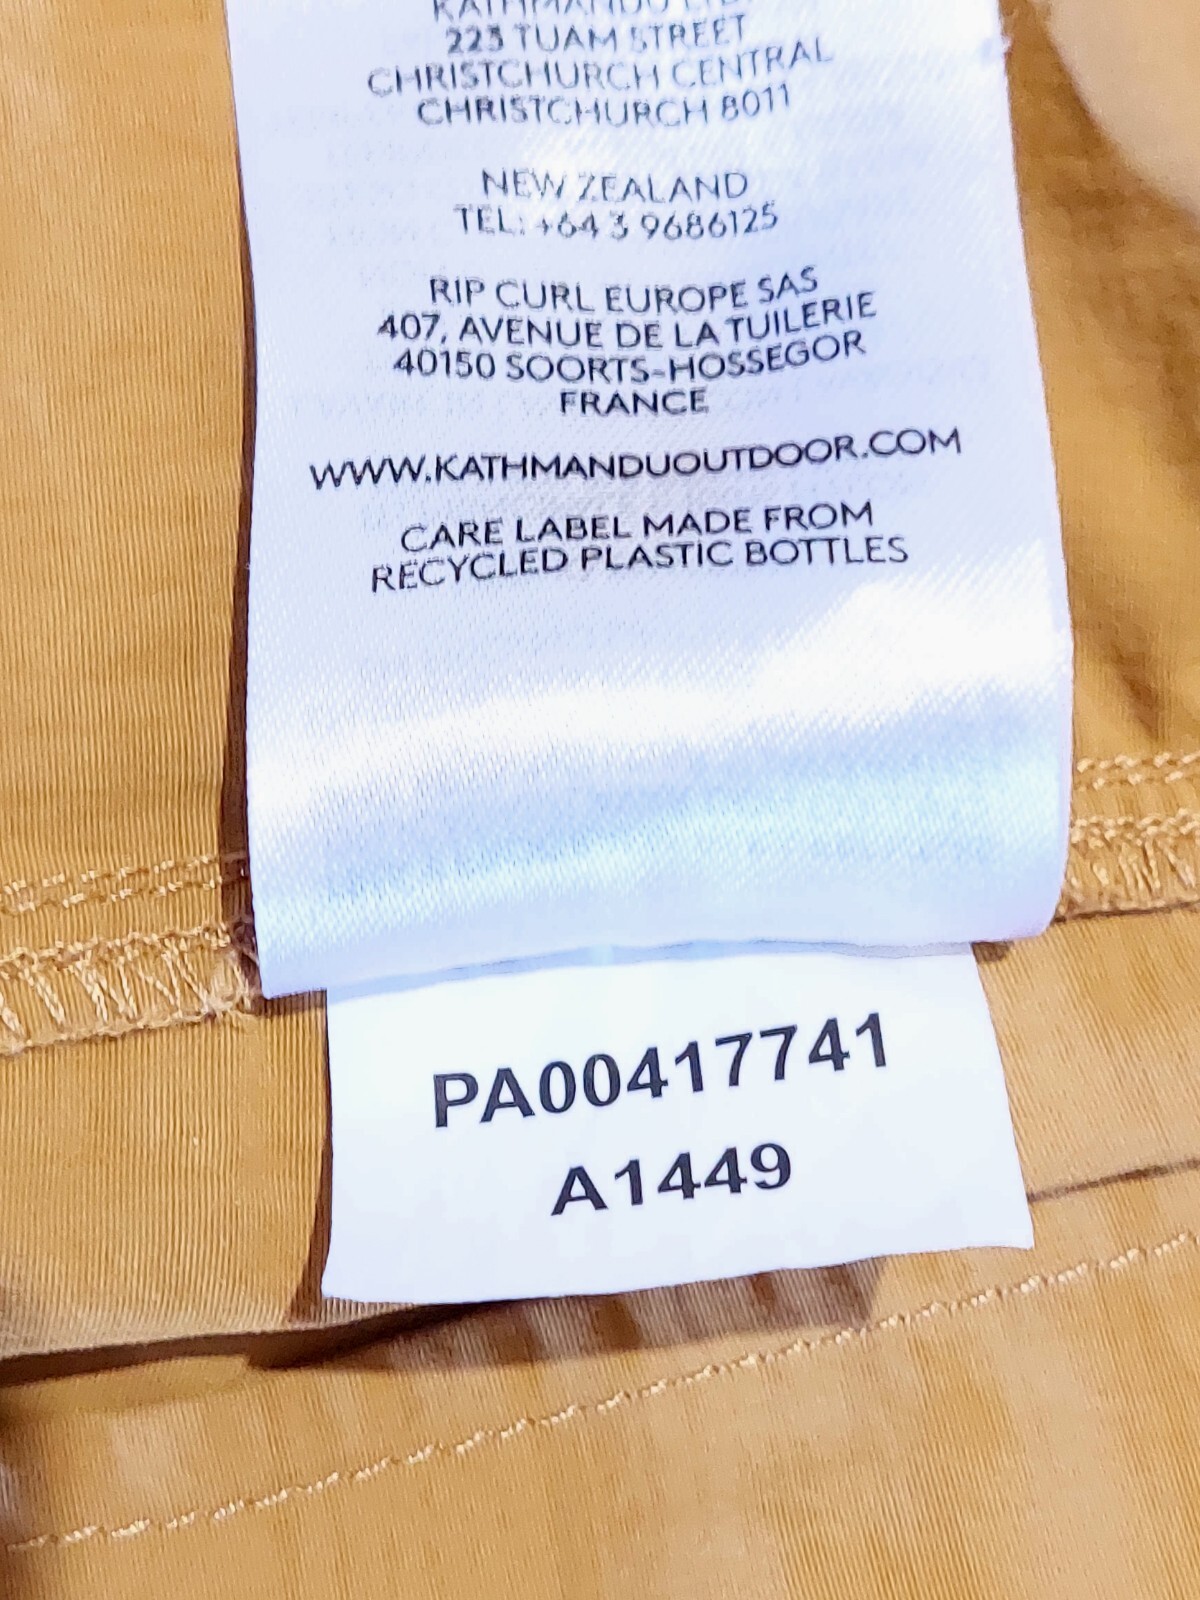 KATHMANDU LTD.
223 TUAM STREET
CHRISTCHURCH CENTRAL
CHRISTCHURCH 8011
NEW ZEALAND
TEL: +64 3 9686125
RIP CURL EUROPE SAS
407, AVENUE DE LA TUILERIE
40150 SOORTS-HOSSEGOR
FRANCE
WWW.KATHMANDUOUTDOOR.COM
CARE LABEL MADE FROM
RECYCLED PLASTIC BOTTLES
PA00417741
A1449